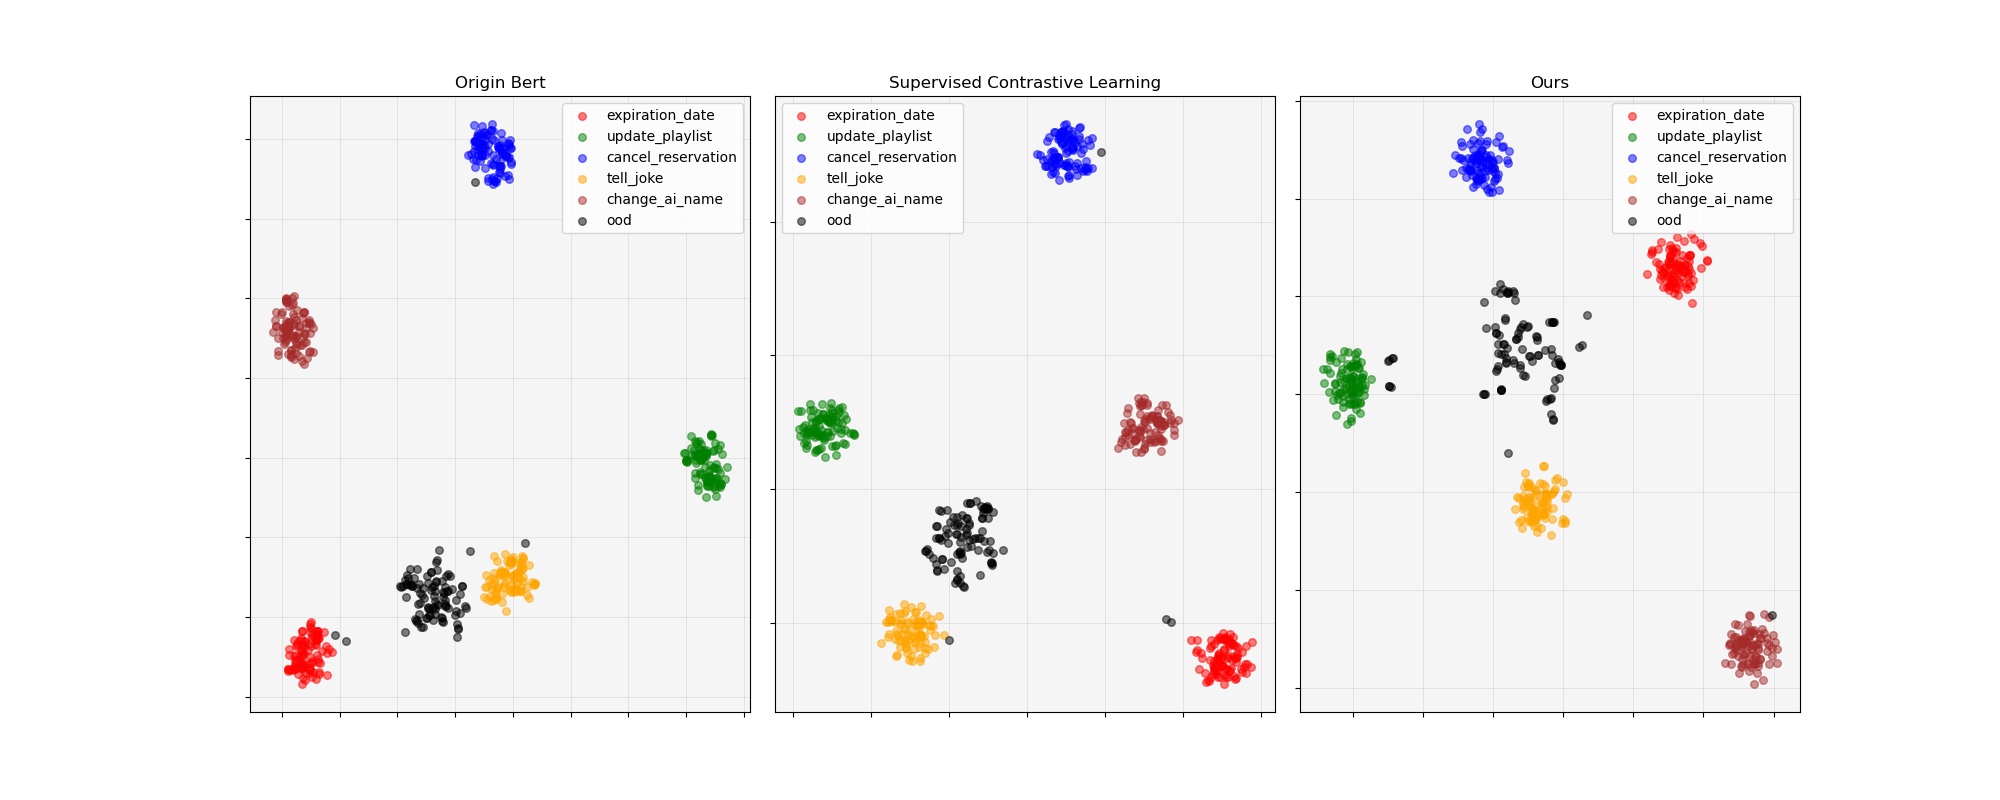 Origin Bert
expiration_date
update_playlist
cancel_reservation
tell_joke
change_ai_name
ood
Supervised Contrastive Learning
expiration_date
update_playlist
cancel_reservation
tell_joke
change_ai_name
ood
Ours
expiration_date
update_playlist
cancel_reservation
tell_joke
change_ai_name
ood